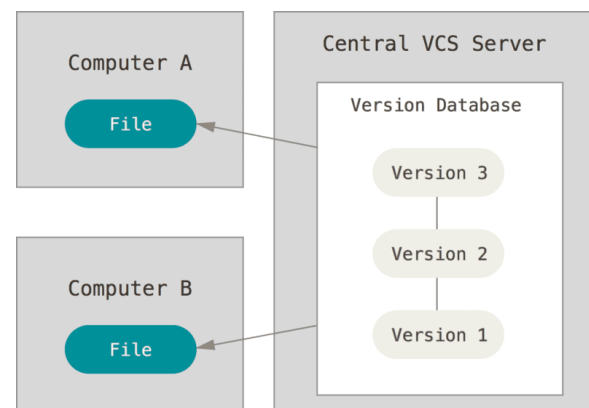 Computer A
File
Computer B
File
Central VCS Server
Version Database
Version 3
Version 2
Version 1